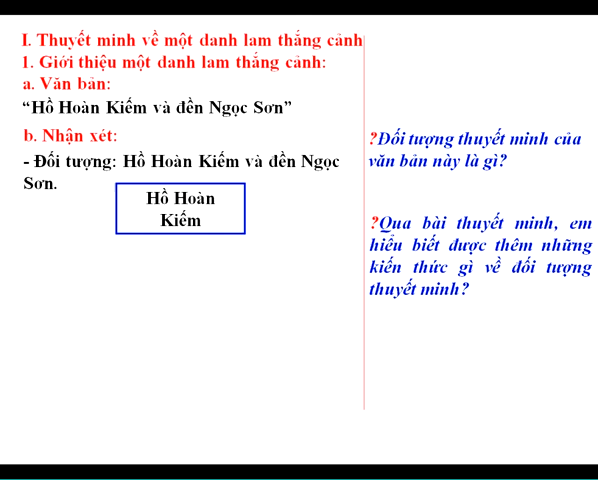 I. Thuyết minh về một danh lam thắng cảnh
1. Giới thiệu một danh lam thắng cảnh:
a. Văn bản:
“Hồ Hoàn Kiếm và đền Ngọc Sơn”
b. Nhận xét:
- Đối tượng: Hồ Hoàn Kiếm và đền Ngọc
Sơn.
Hồ Hoàn
Kiếm
?Đối tượng thuyết minh của
văn bản này là gì?
?Qua bài thuyết minh, em
hiểu biết được thêm những
kiến thức gì về đối tượng
thuyết minh?